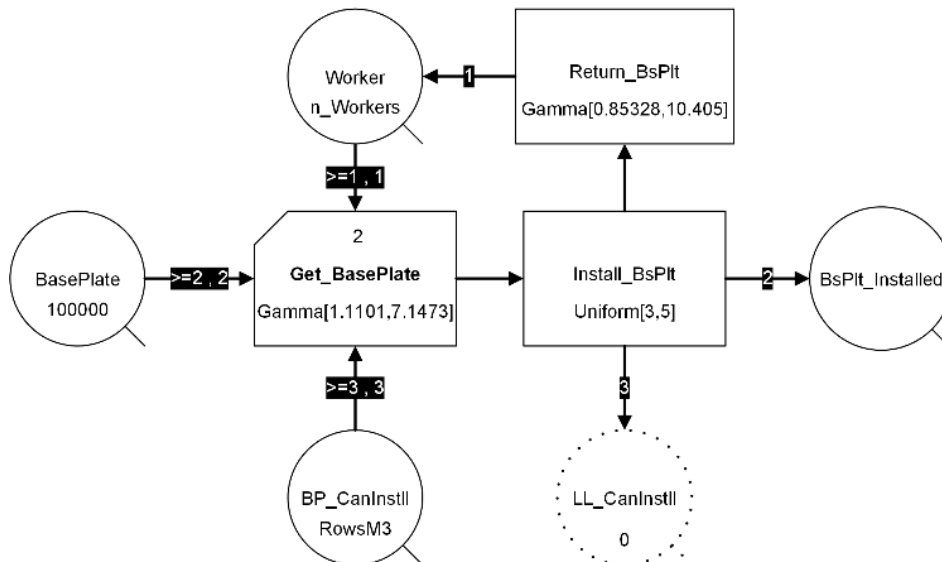 Worker
n_Workers
1
Return_BsPlt
Gamma[0.85328,10.405]
>=1 , 1
BasePlate
100000
>=2 , 2
2
Get_BasePlate
Gamma[1.1101,7.1473]
Install_BsPlt
Uniform[3,5]
2
BsPlt_Installed
>=3 , 3
3
BP_CanInstll
RowsM3
LL_CanInstll
0